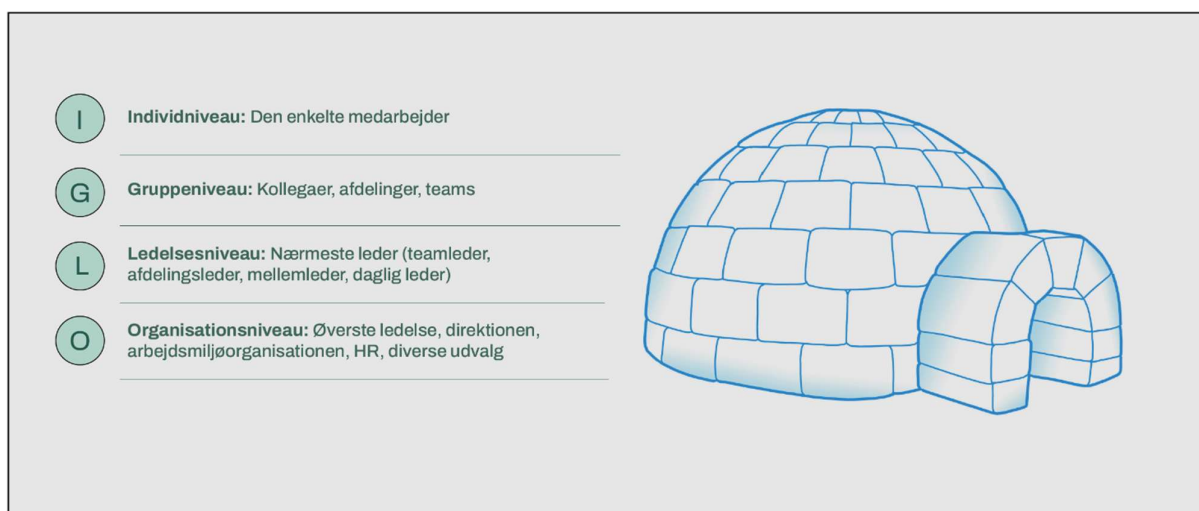 I
Individniveau: Den enkelte medarbejder
G
Gruppeniveau: Kollegaer, afdelinger, teams
L
Ledelsesniveau: Nærmeste leder (teamleder,
afdelingsleder, mellemleder, daglig leder)
O
Organisationsniveau: Øverste ledelse, direktionen,
arbejdsmiljøorganisationen, HR, diverse udvalg